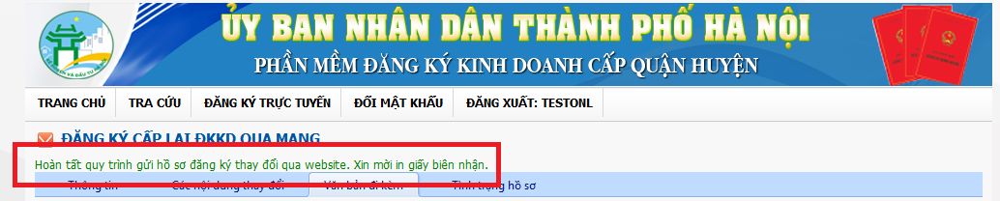 ỦY BAN NHÂN DÂN THÀNH PHỐ HÀ NỘI
PHẦN MỀM ĐĂNG KÝ KINH DOANH CẤP QUẬN HUYỆN
TRANG CHỦ TRA CỨU ĐĂNG KÝ TRỰC TUYẾN ĐỔI MẬT KHẨU ĐĂNG XUẤT: TESTONL
ĐĂNG KÝ CẤP LẠI ĐKKD QUA MẠNG
Hoàn tất quy trình gửi hồ sơ đăng ký thay đổi qua website. Xin mời in giấy biên nhận.
Thông tin Các nội dung thay đổi Văn bản đi kèm Tình trạng hồ sơ